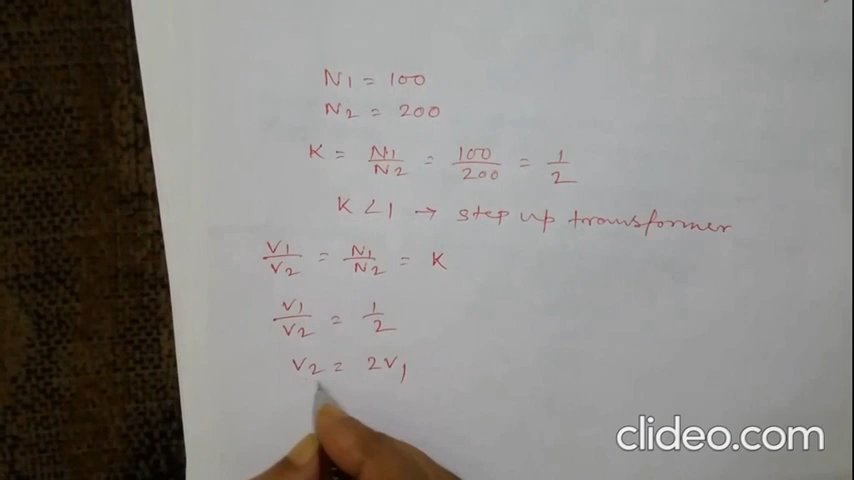 N1 = 100
N2 = 200
K = N1/N2 = 100/200 = 1/2
K < 1 → step up transformer
V1/V2 = N1/N2 = K
V1/V2 = 1/2
V2 = 2V1
clideo.com